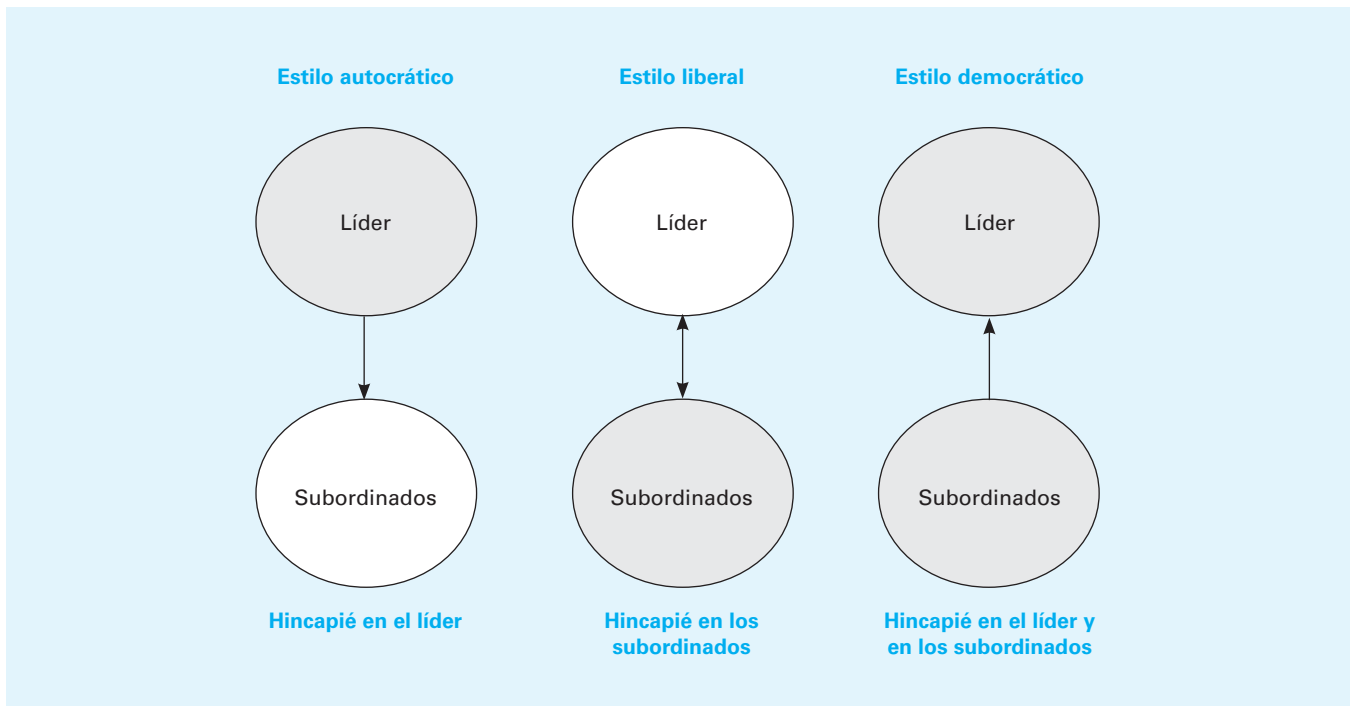 Estilo autocrático
Estilo liberal
Estilo democrático
Líder
Líder
Líder
Subordinados
Subordinados
Subordinados
Hincapié en el líder
Hincapié en los
subordinados
Hincapié en el líder y
en los subordinados